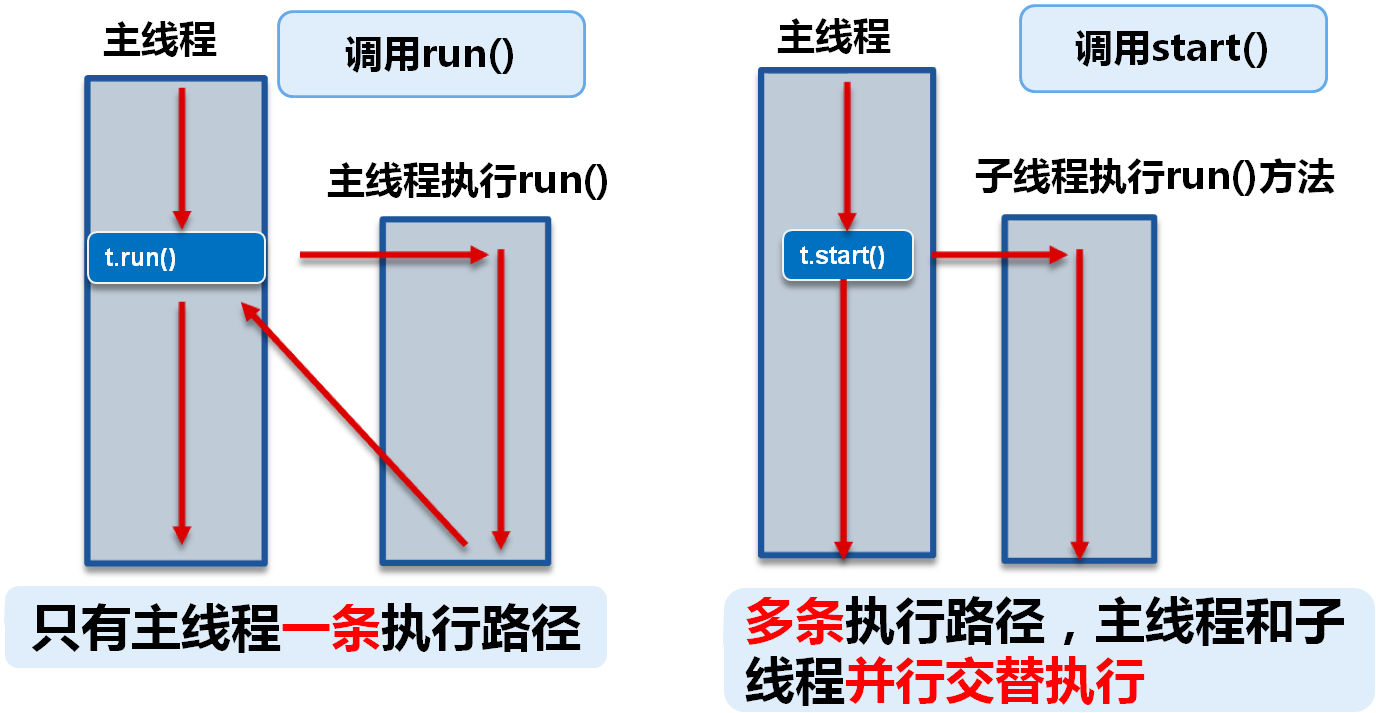 主线程
调用run()
主线程执行run()
t.run()
只有主线程一条执行路径
主线程
调用start()
子线程执行run()方法
t.start()
多条执行路径，主线程和子
线程并行交替执行